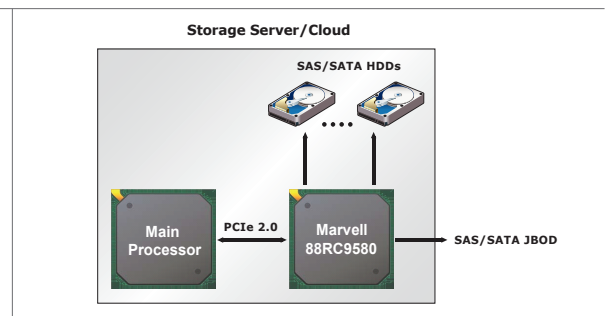 Storage Server/Cloud
SAS/SATA HDDs
Main
Processor
PCIe 2.0
Marvell
88RC9580
SAS/SATA JBOD